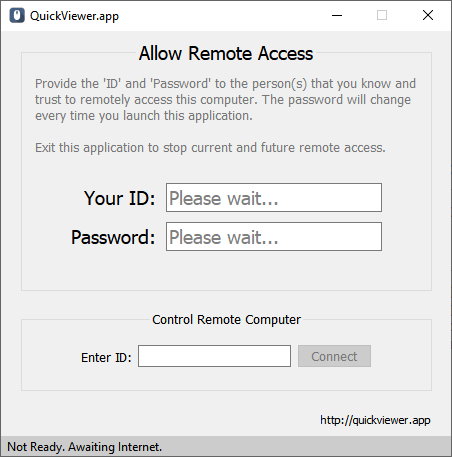 QuickViewer.app
Allow Remote Access
Provide the 'ID' and 'Password' to the person(s) that you know and
trust to remotely access this computer. The password will change
every time you launch this application.
Exit this application to stop current and future remote access.
Your ID: Please wait...
Password: Please wait...
Control Remote Computer
Enter ID: Connect
http://quickviewer.app
Not Ready. Awaiting Internet.